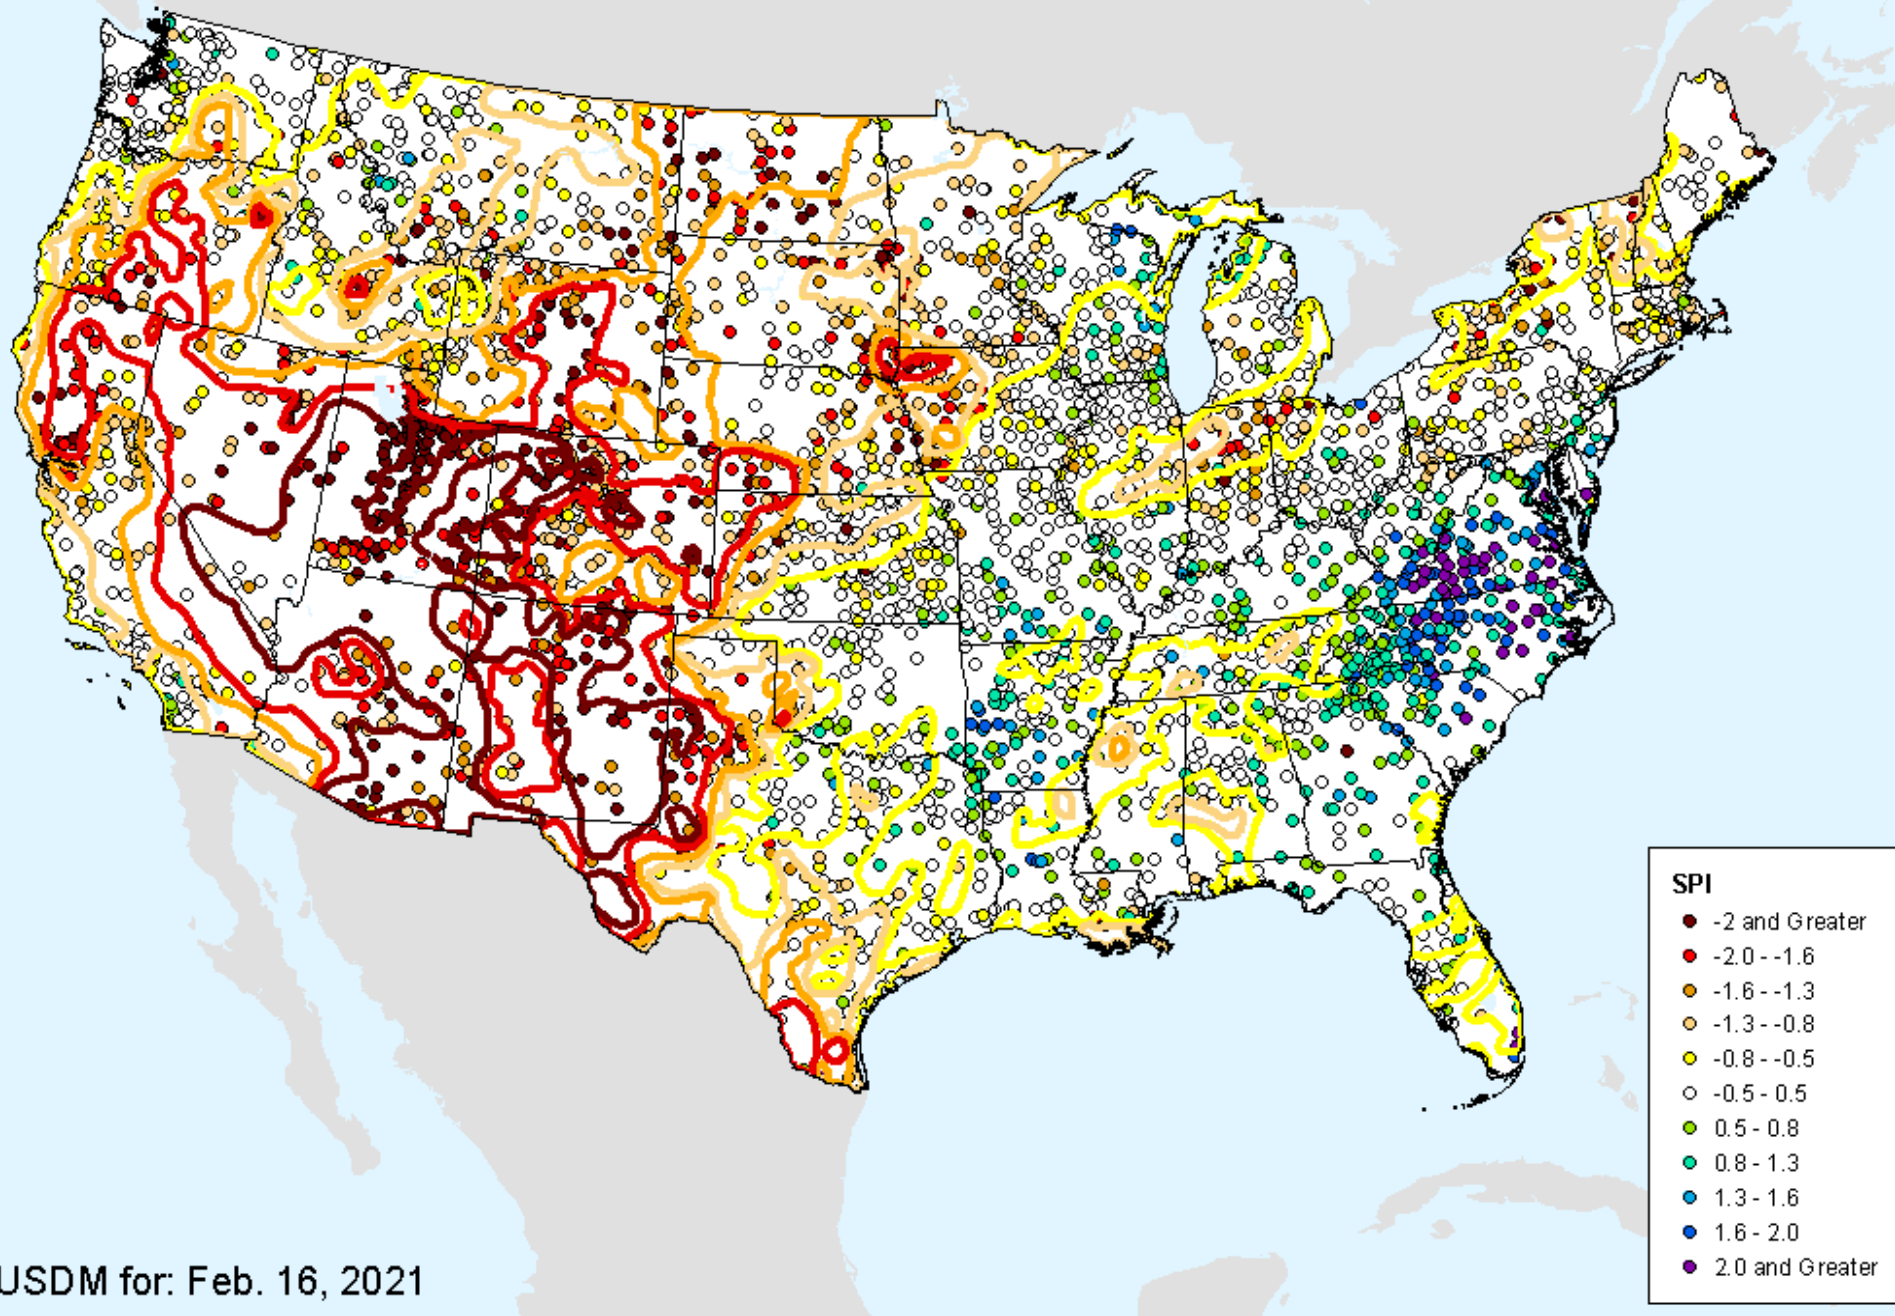 SPI
-2 and Greater
-2.0 - -1.6
-1.6 - -1.3
-1.3 - -0.8
-0.8 - -0.5
-0.5 - 0.5
0.5 - 0.8
0.8 - 1.3
1.3 - 1.6
1.6 - 2.0
2.0 and Greater
USDM for: Feb. 16, 2021